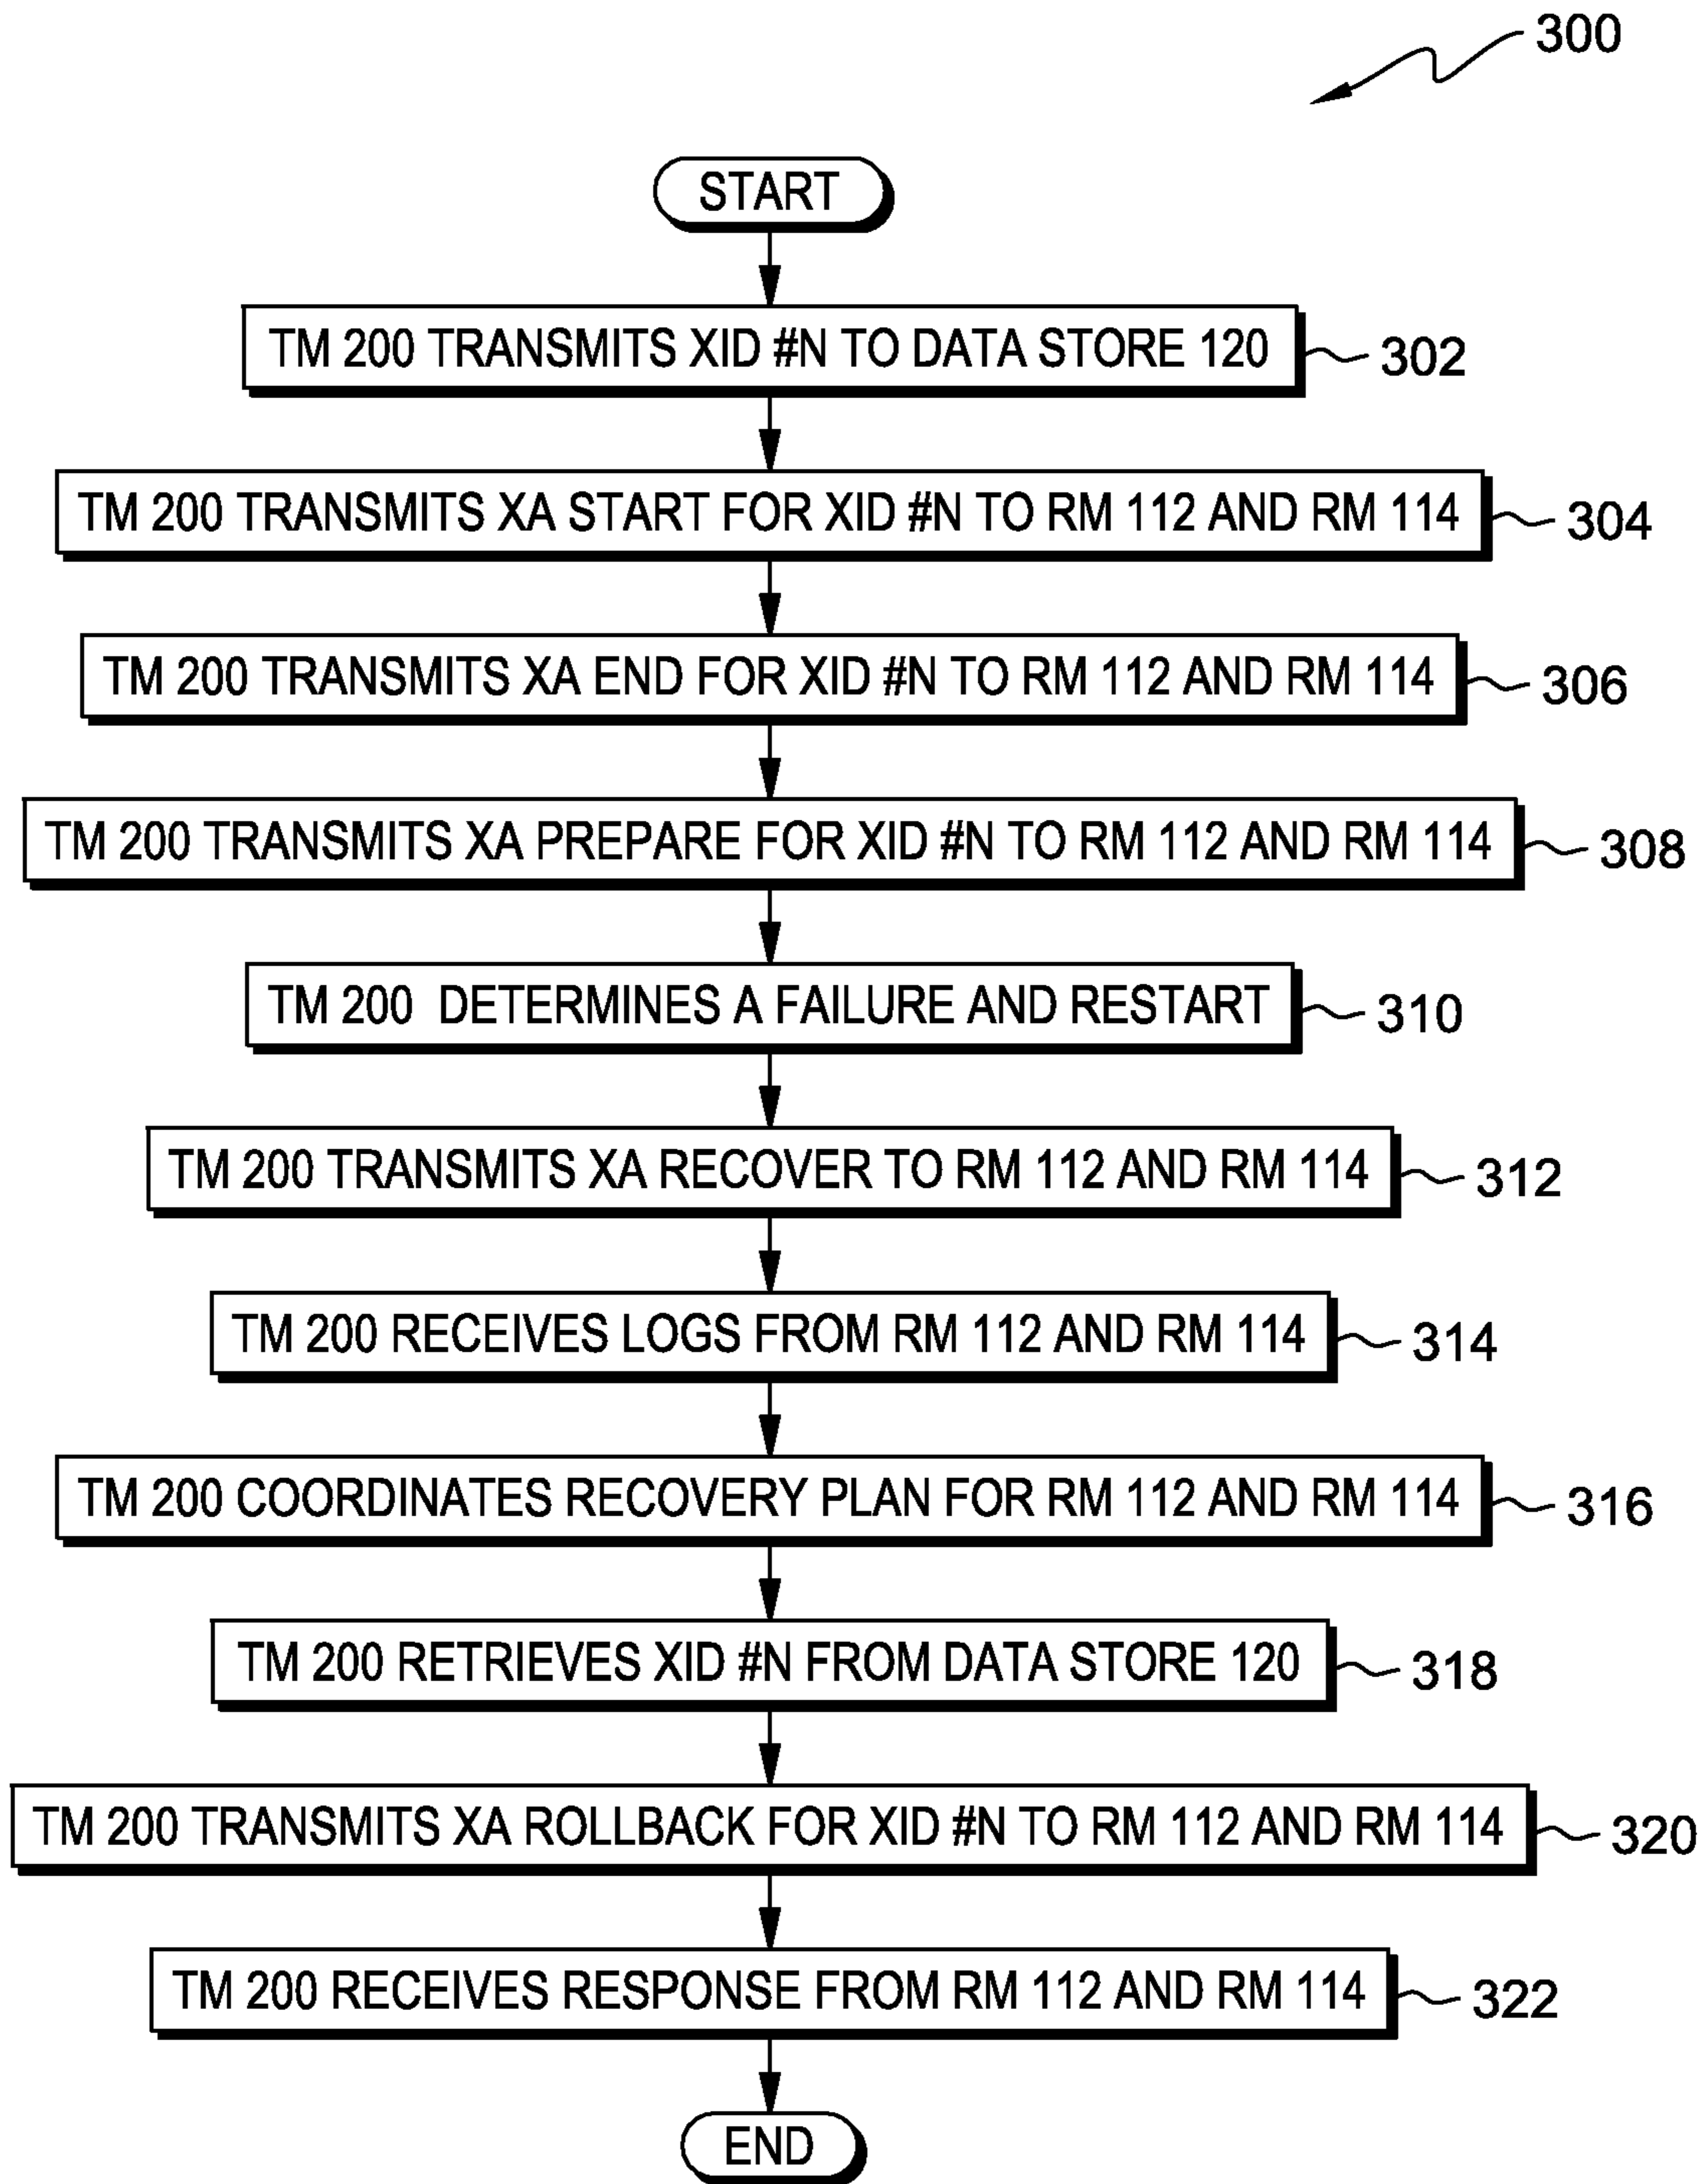 300
START
TM 200 TRANSMITS XID #N TO DATA STORE 120
302
TM 200 TRANSMITS XA START FOR XID #N TO RM 112 AND RM 114
304
TM 200 TRANSMITS XA END FOR XID #N TO RM 112 AND RM 114
306
TM 200 TRANSMITS XA PREPARE FOR XID #N TO RM 112 AND RM 114
308
TM 200 DETERMINES A FAILURE AND RESTART
310
TM 200 TRANSMITS XA RECOVER TO RM 112 AND RM 114
312
TM 200 RECEIVES LOGS FROM RM 112 AND RM 114
314
TM 200 COORDINATES RECOVERY PLAN FOR RM 112 AND RM 114
316
TM 200 RETRIEVES XID #N FROM DATA STORE 120
318
TM 200 TRANSMITS XA ROLLBACK FOR XID #N TO RM 112 AND RM 114
320
TM 200 RECEIVES RESPONSE FROM RM 112 AND RM 114
322
END